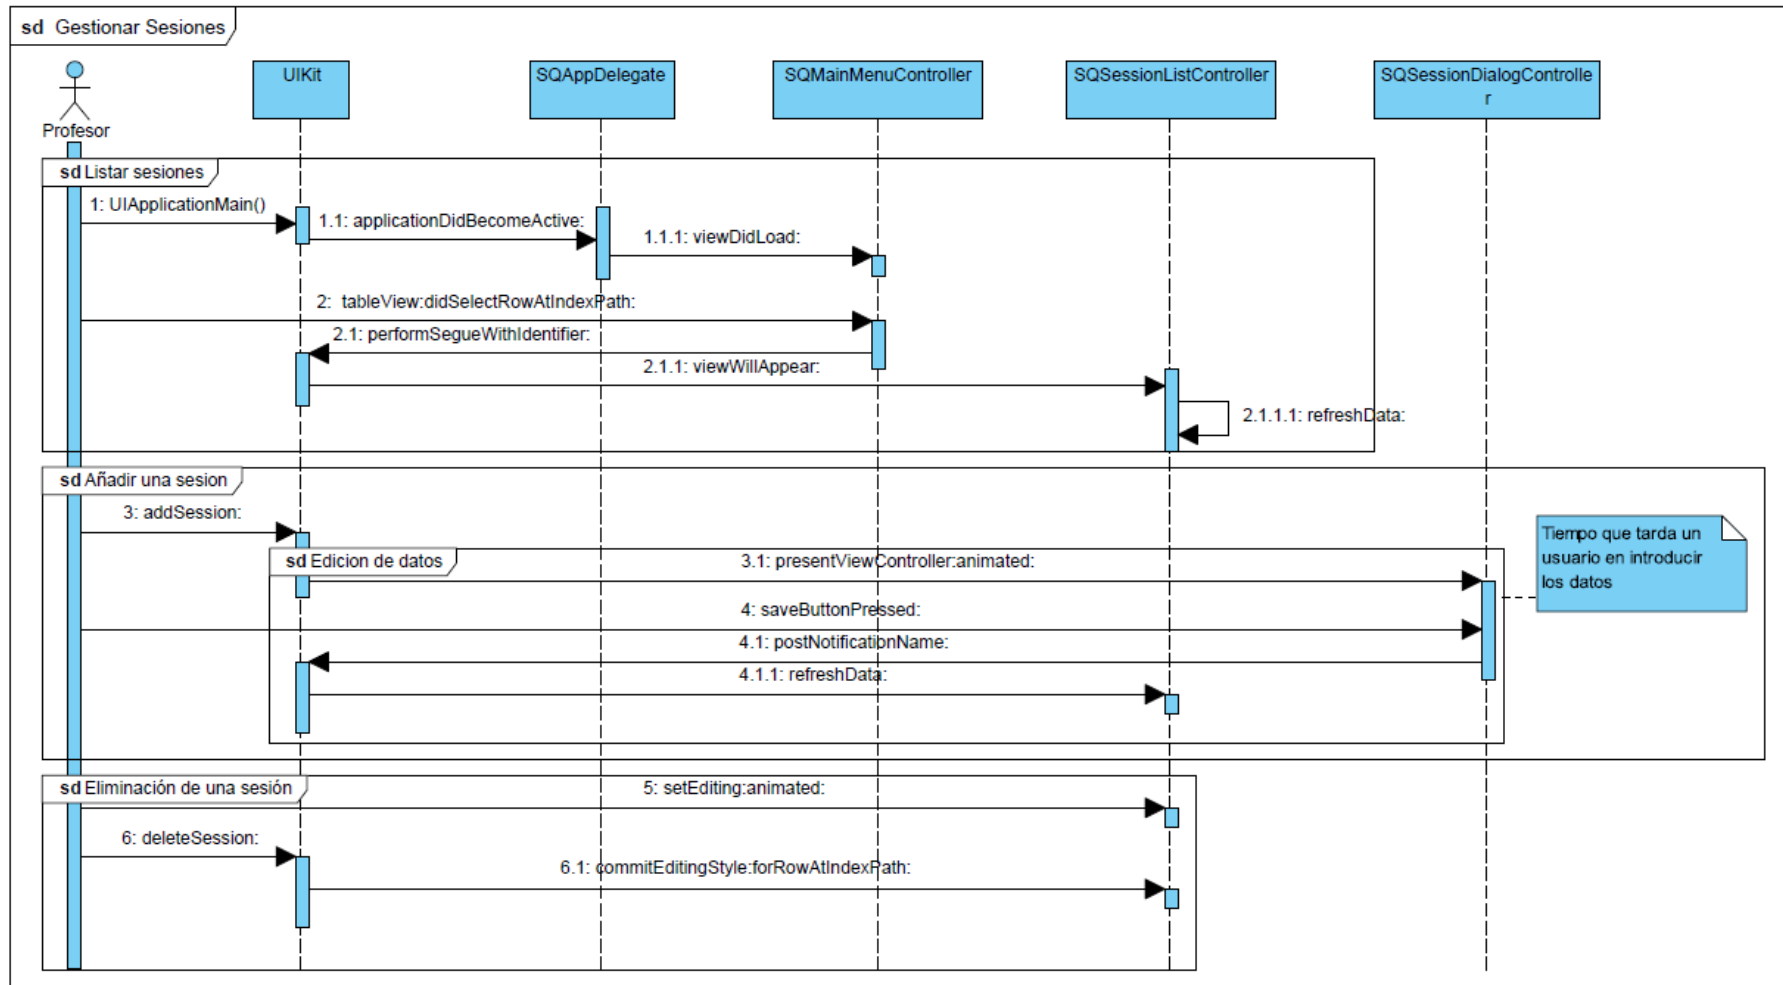 sd Gestionar Sesiones
Profesor
UIKit
SQAppDelegate
SQMainMenuController
SQSessionListController
SQSessionDialogControlle
r
sd Listar sesiones
1: UIApplicationMain()
1.1: applicationDidBecomeActive:
1.1.1: viewDidLoad:
2: tableView:didSelectRowAtIndexPath:
2.1: performSegueWithIdentifier:
2.1.1: viewWillAppear:
2.1.1.1: refreshData:
sd Añadir una sesion
3: addSession:
sd Edicion de datos
3.1: presentViewController:animated:
Tiempo que tarda un
usuario en introducir
los datos
4: saveButtonPressed:
4.1: postNotificationName:
4.1.1: refreshData:
sd Eliminación de una sesión
5: setEditing:animated:
6: deleteSession:
6.1: commitEditingStyle:forRowAtIndexPath: